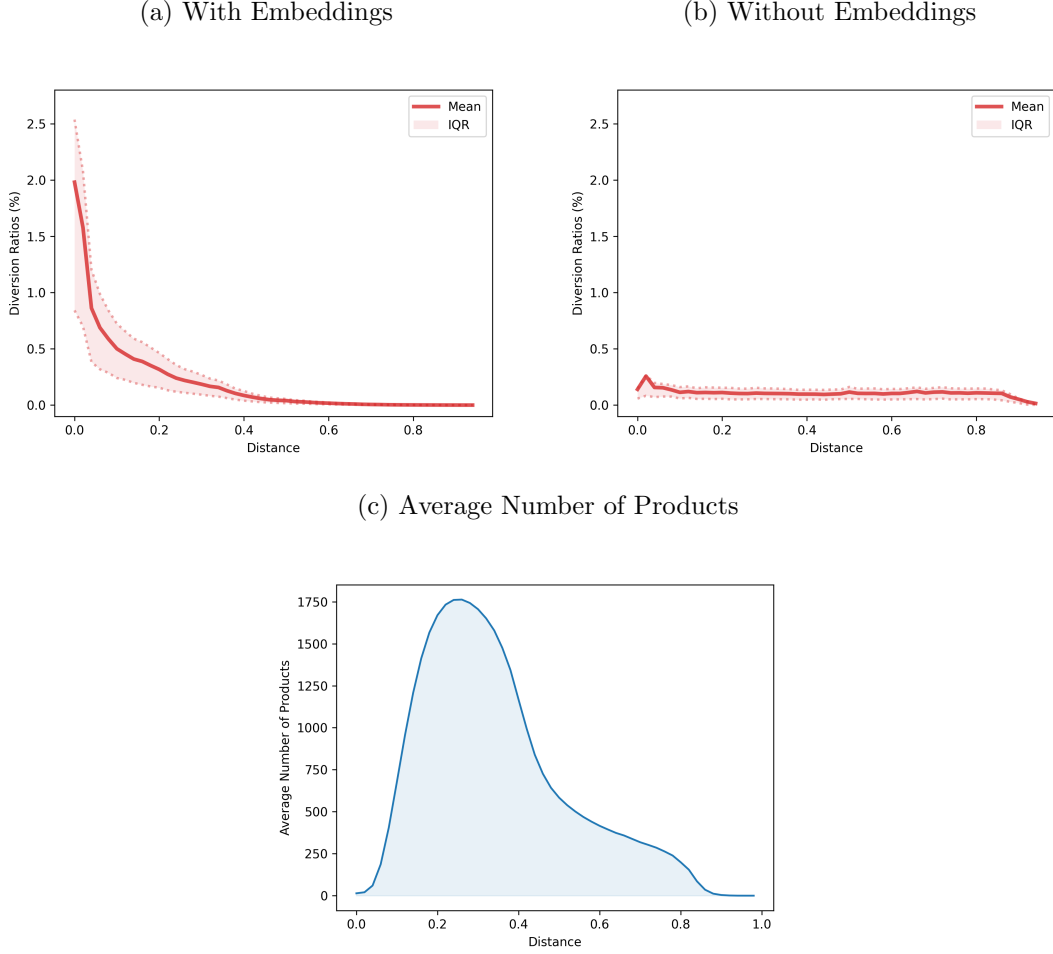 (a) With Embeddings
(b) Without Embeddings
2.5
2.0
1.5
1.0
0.5
0.0
Diversion Ratios (%)
Mean
IQR
0.0 0.2 0.4 0.6 0.8
Distance
2.5
2.0
1.5
1.0
0.5
0.0
Diversion Ratios (%)
Mean
IQR
0.0 0.2 0.4 0.6 0.8
Distance
(c) Average Number of Products
1750
1500
1250
1000
750
500
250
0
Average Number of Products
0.0 0.2 0.4 0.6 0.8 1.0
Distance